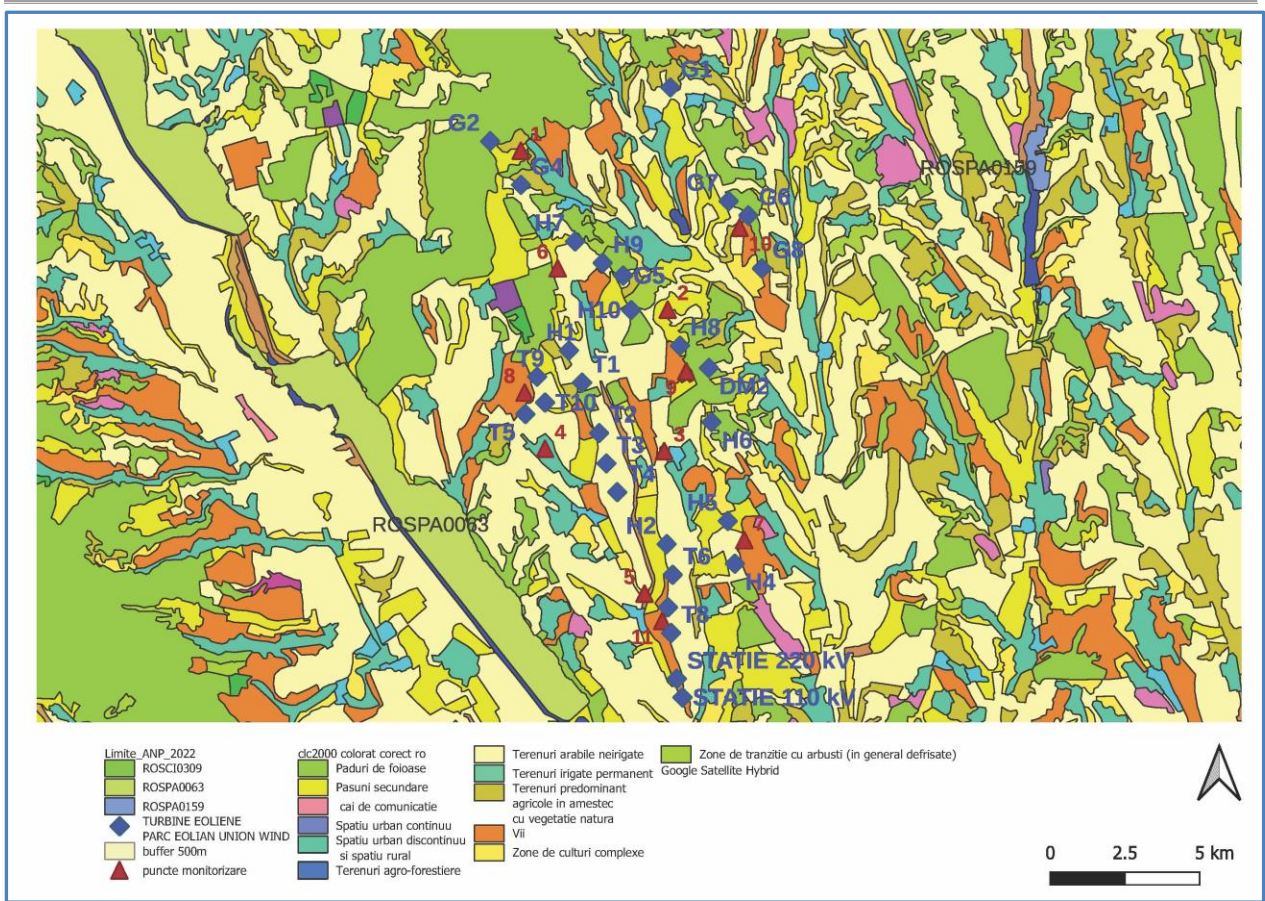 G1
G2
1
G4
ROSPA0159
G7
G6
H7
H9
10
6
G8
G5
H10
2
H1
H8
T9
T1
8
9
DM2
T10
T2
T5
4
T3
3
H6
T4
ROSPA0063
H5
7
H2
T6
5
H4
T8
11
STATIE 220 kV
STATIE 110 kV
Limite_ANP_2022
ROSCI0309
ROSPA0063
ROSPA0159
TURBINE EOLIENE
PARC EOLIAN UNION WIND
buffer 500m
puncte monitorizare
clc2000 colorat corect ro
Paduri de foioase
Pasuni secundare
cai de comunicatie
Spatiu urban continuu
Spatiu urban discontinuu
si spatiu rural
Terenuri agro-forestiere
Terenuri arabile neirigate
Terenuri irigate permanent
Terenuri predominant
agricole in amestec
cu vegetatie natura
Vii
Zone de culturi complexe
Zone de tranzitie cu arbusti (in general defrisate)
Google Satellite Hybrid
0 2.5 5 km